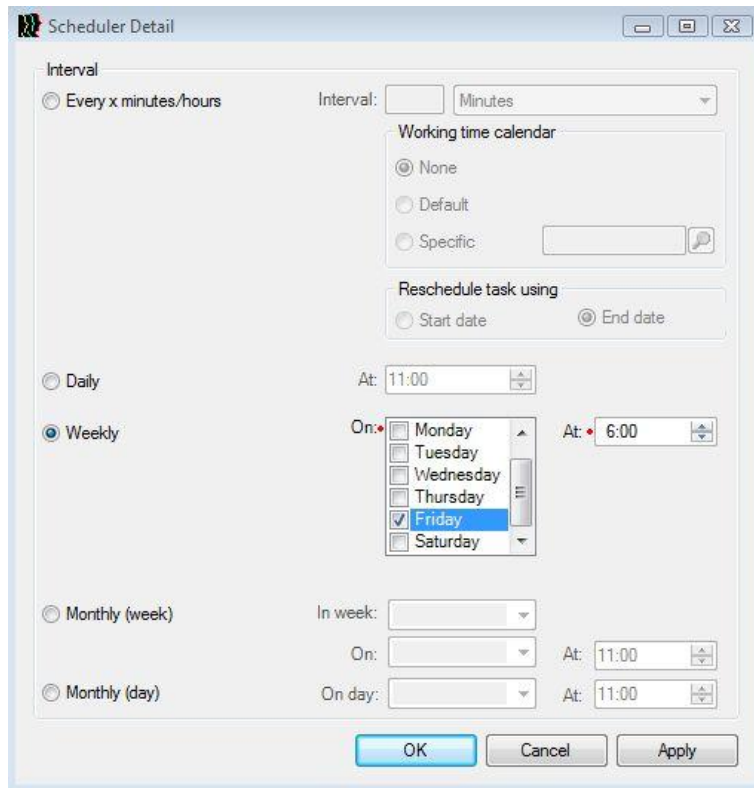 Scheduler Detail
Interval
Every x minutes/hours Interval: Minutes
Working time calendar
None
Default
Specific
Reschedule task using
Start date End date
Daily At: 11:00
Weekly On: Monday At: 6:00
Tuesday
Wednesday
Thursday
Friday
Saturday
Monthly (week) In week:
On: At: 11:00
Monthly (day) On day: At: 11:00
OK Cancel Apply